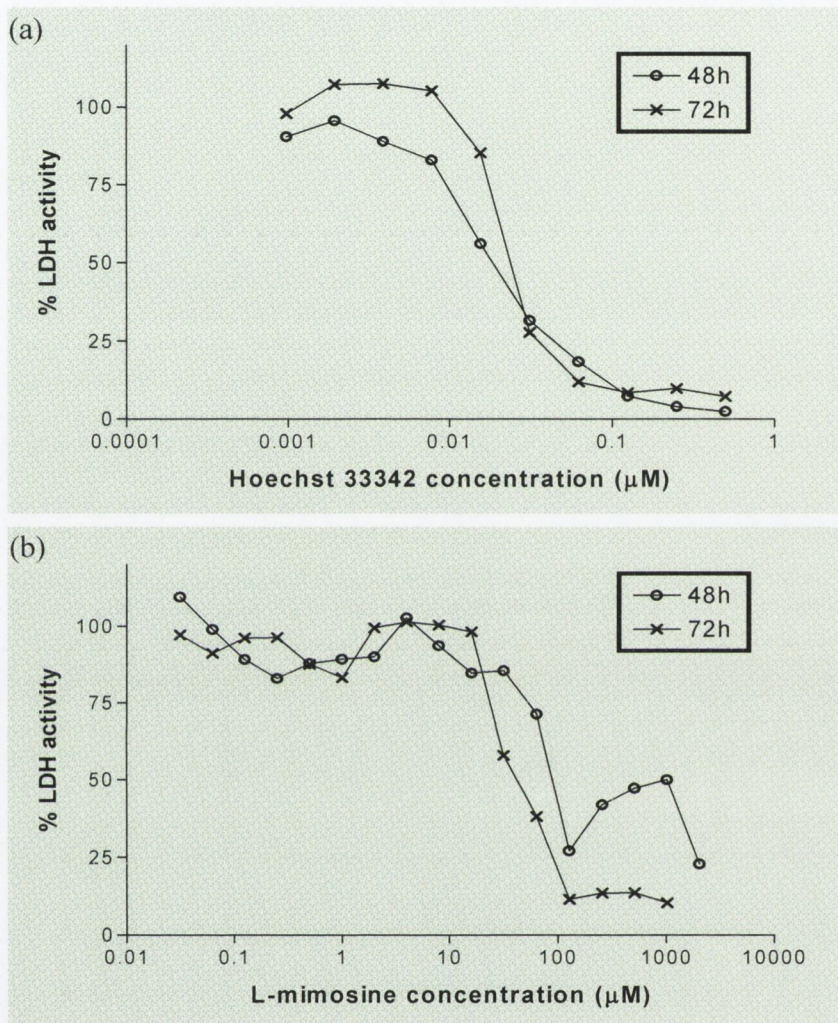 (a)
48h
72h
100
75
50
25
0
% LDH activity
0.0001 0.001 0.01 0.1 1
Hoechst 33342 concentration (μM)
(b)
48h
72h
100
75
50
25
0
% LDH activity
0.01 0.1 1 10 100 1000 10000
L-mimosine concentration (μM)